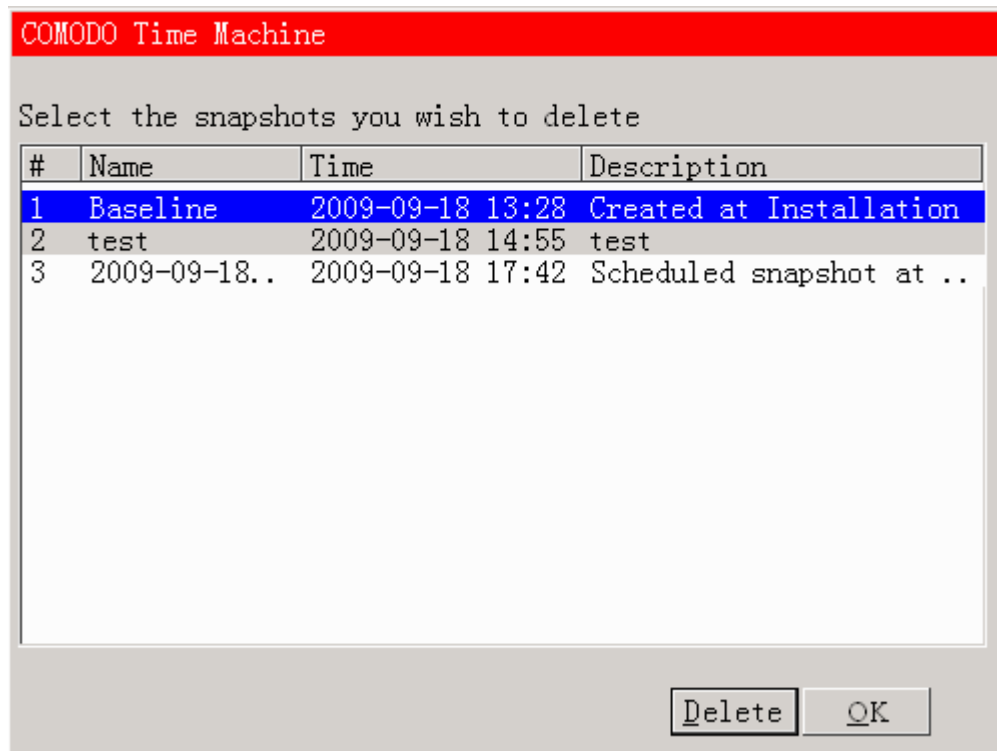 COMODO Time Machine
Select the snapshots you wish to delete
# Name Time Description
1 Baseline 2009-09-18 13:28 Created at Installation
2 test 2009-09-18 14:55 test
3 2009-09-18.. 2009-09-18 17:42 Scheduled snapshot at ..
Delete OK